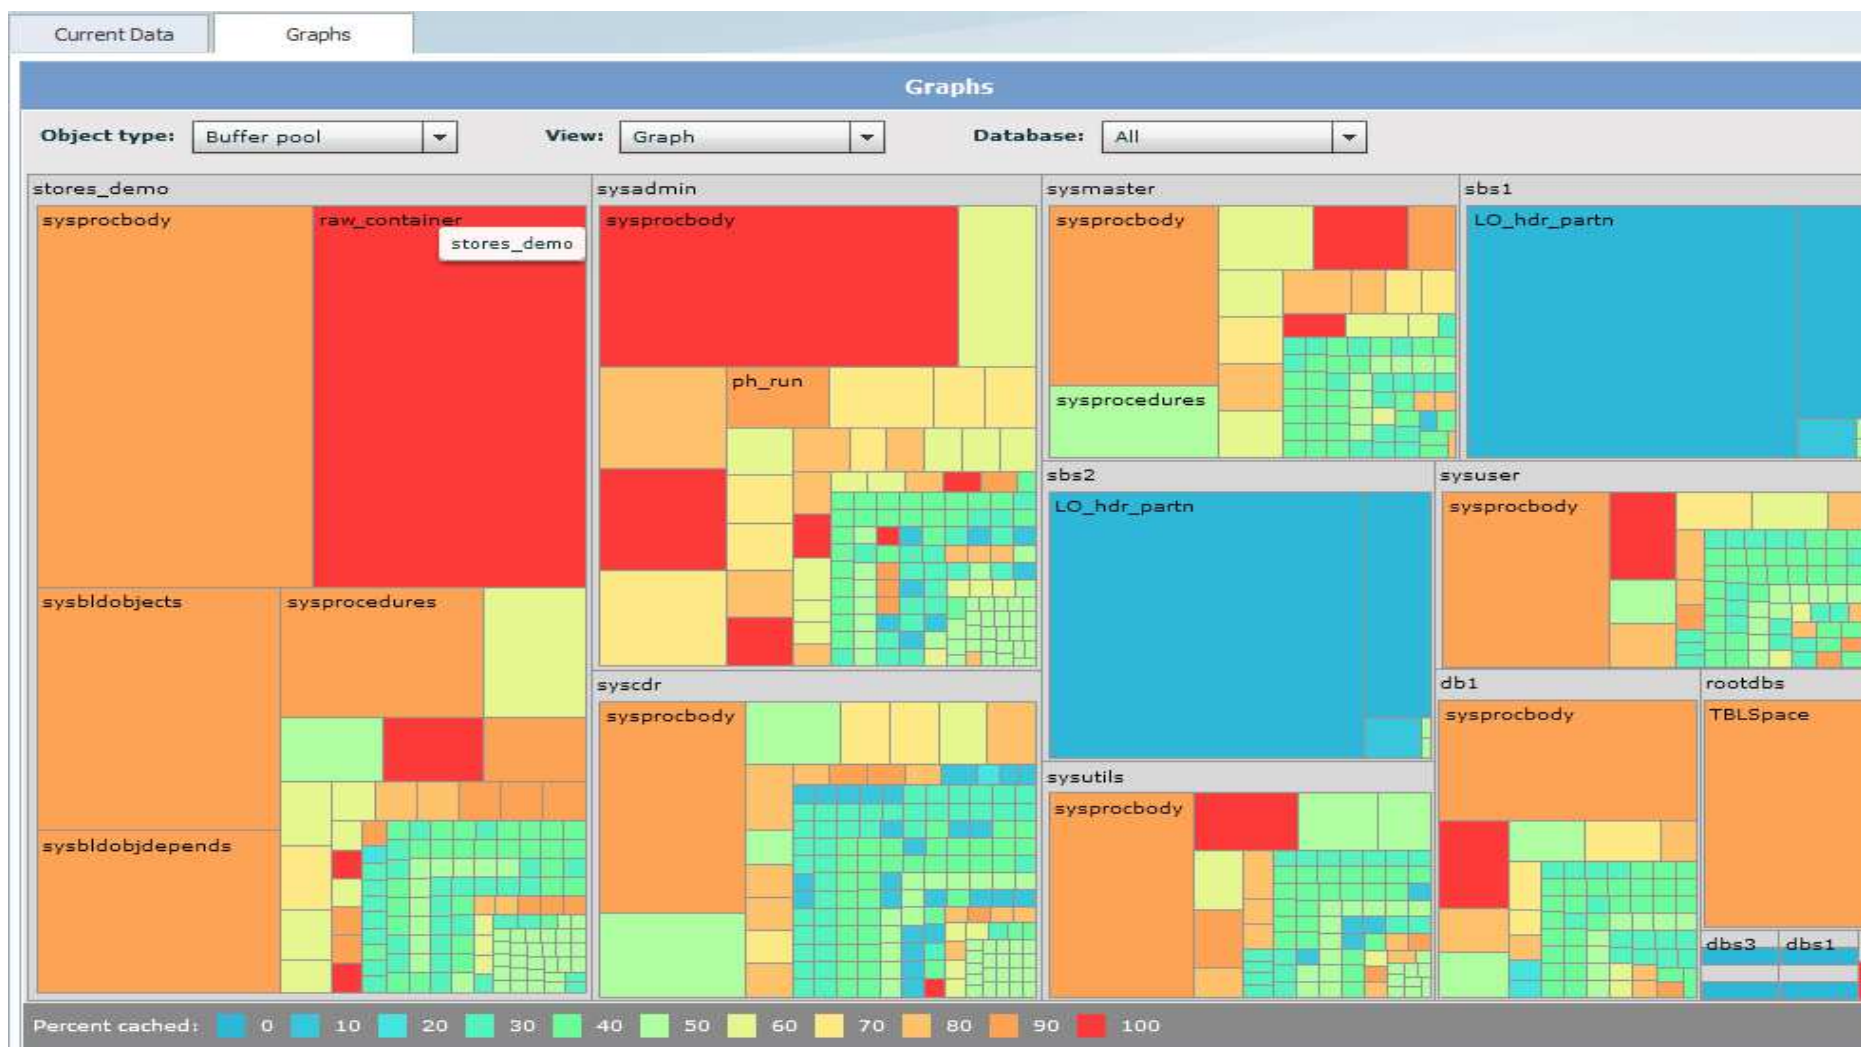 Current Data
Graphs
Graphs
Object type: Buffer pool View: Graph Database: All
stores_demo
sysprocbody
raw_container
stores_demo
sysbldobjects
sysprocedures
sysbldobjdepends
sysadmin
sysprocbody
ph_run
syscdr
sysprocbody
sysmaster
sysprocbody
sysprocedures
sbs1
LO_hdr_partn
sbs2
LO_hdr_partn
sysuser
sysprocbody
sysutils
sysprocbody
db1
sysprocbody
rootdbs
TBLSpace
dbs3
dbs1
Percent cached: 0 10 20 30 40 50 60 70 80 90 100